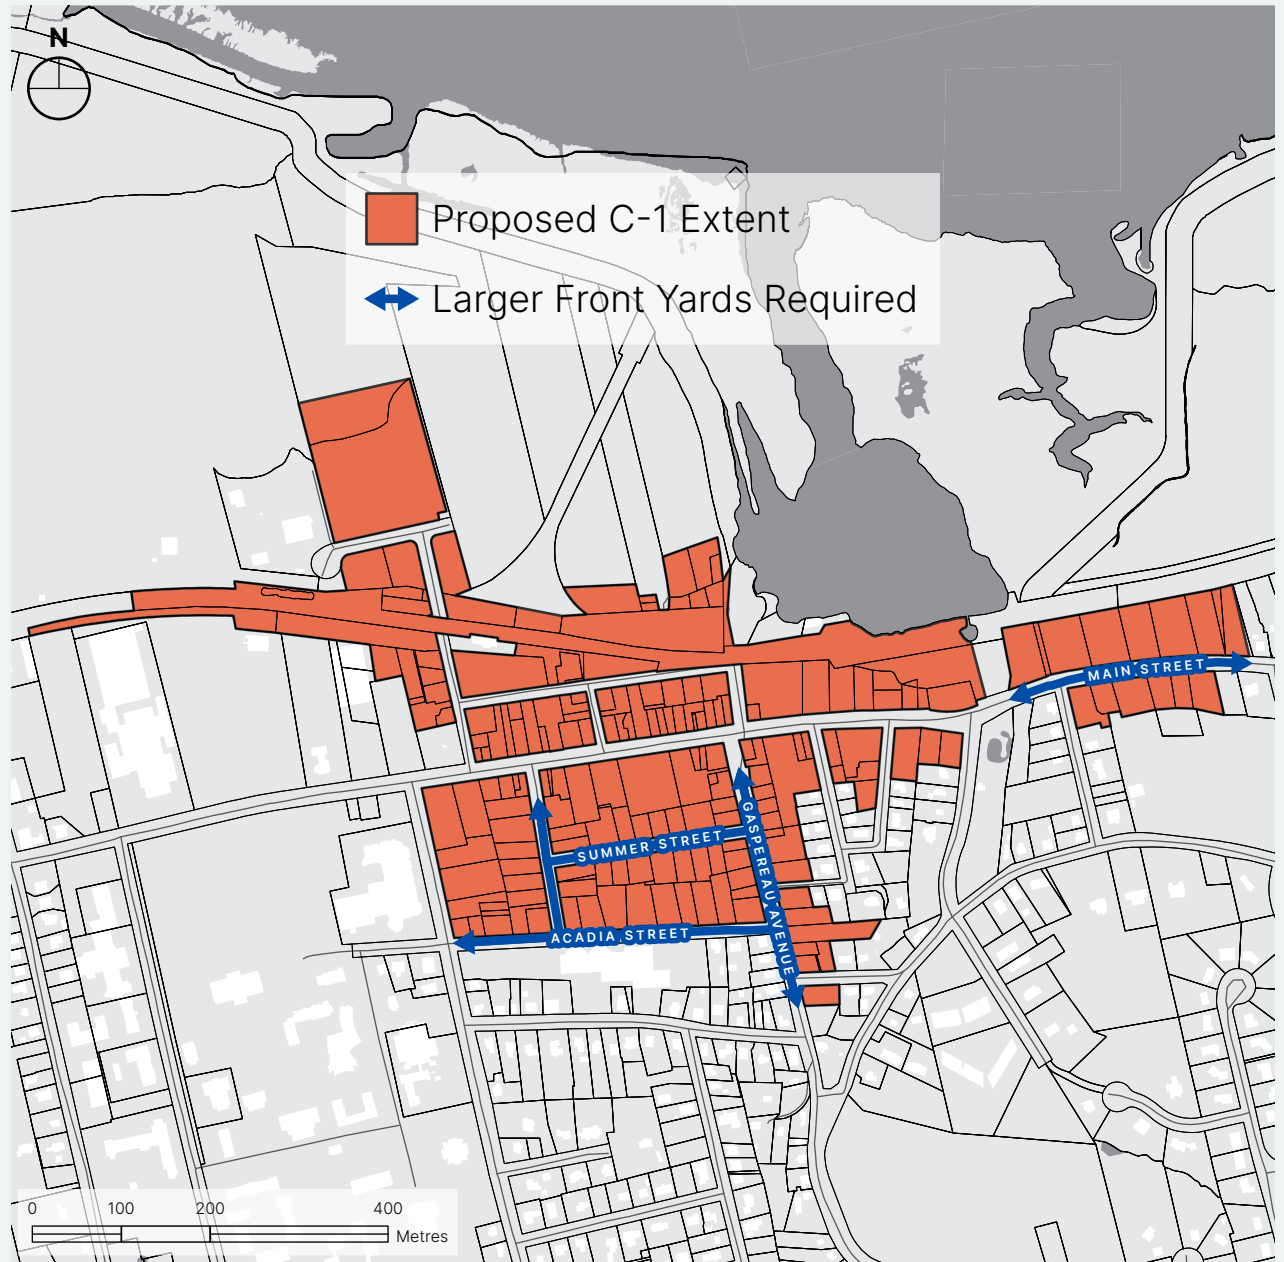 N
Proposed C-1 Extent
Larger Front Yards Required
MAIN STREET
GASPEREAU AVENUE
SUMMER STREET
ACADIA STREET
0 100 200 400
Metres